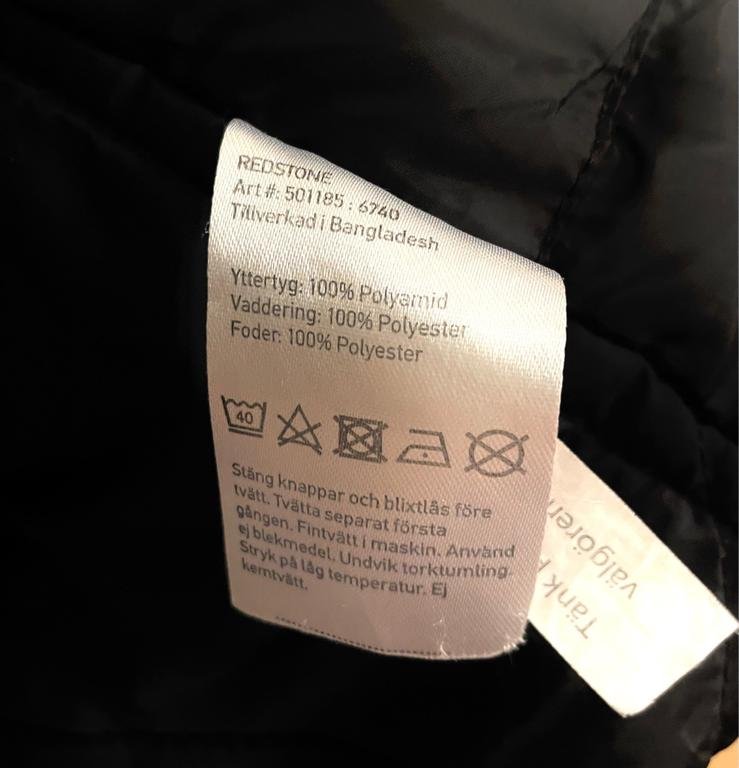 REDSTONE
Art #: 501185 : 6740
Tillverkad i Bangladesh
Yttertyg: 100% Polyamid
Vaddering: 100% Polyester
Foder: 100% Polyester
40
Stäng knappar och blixtlås före
tvätt. Tvätta separat första
gången. Fintvätt i maskin. Använd
ej blekmedel. Undvik torktumling.
Stryk på låg temperatur. Ej
kemtvätt.
Tänk
välgören